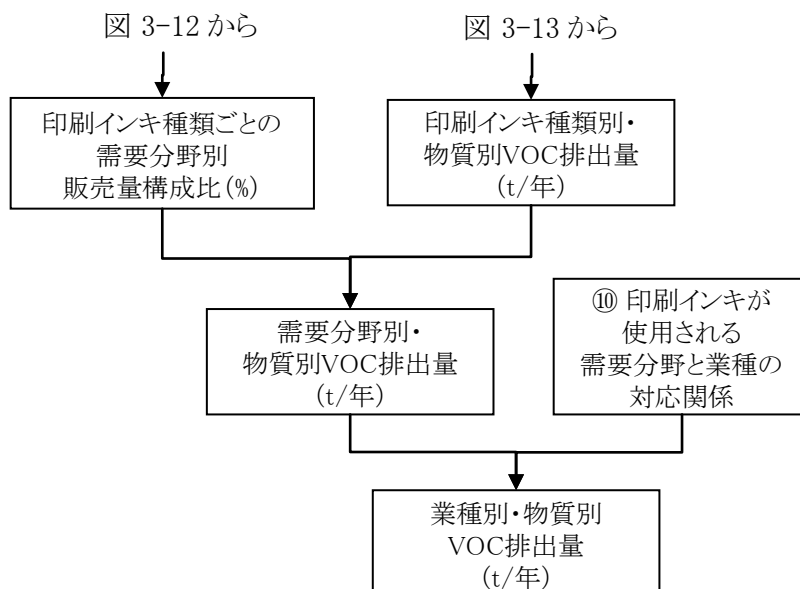 図 3-12 から
図 3-13 から
印刷インキ種類ごとの
需要分野別
販売量構成比(%)
印刷インキ種類別・
物質別VOC排出量
(t/年)
需要分野別・
物質別VOC排出量
(t/年)
⑩ 印刷インキが
使用される
需要分野と業種の
対応関係
業種別・物質別
VOC排出量
(t/年)